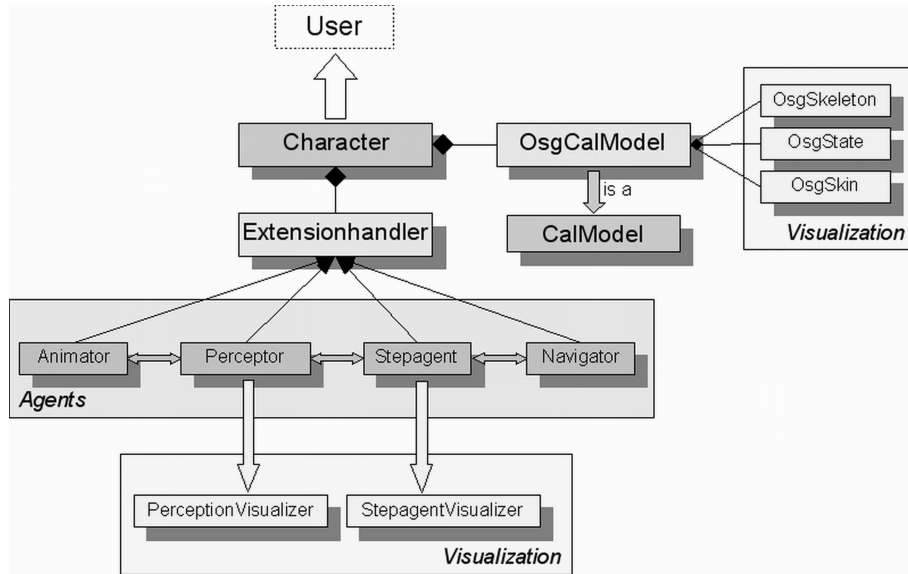 User
Character
OsgCalModel
OsgSkeleton
OsgState
OsgSkin
Visualization
is a
CalModel
Extensionhandler
Animator
Perceptor
Stepagent
Navigator
Agents
PerceptionVisualizer
StepagentVisualizer
Visualization